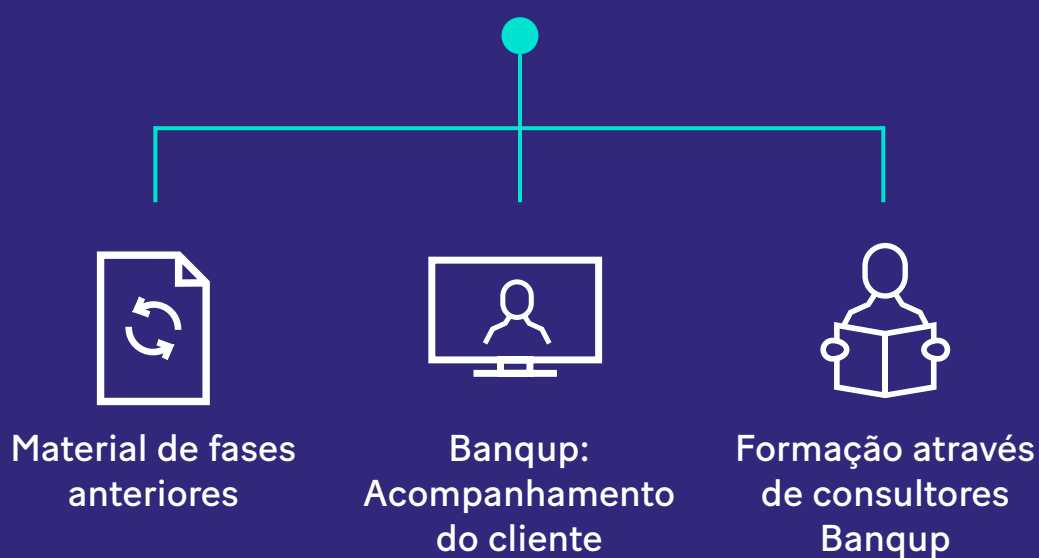 Material de fases
anteriores
Banqup:
Acompanhamento
do cliente
Formação através
de consultores
Banqup